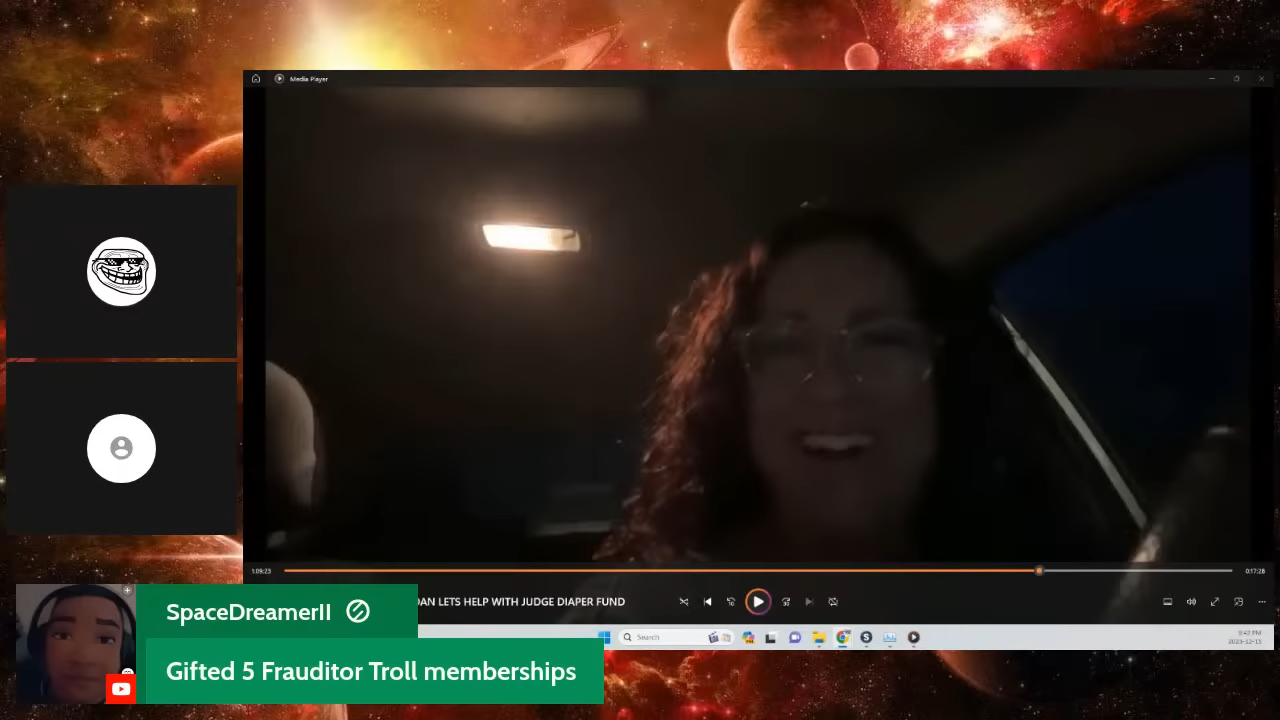 Media Player
1:09:23
0:17:28
DAN LETS HELP WITH JUDGE DIAPER FUND
Search
9:42 PM
2023-12-15
SpaceDreamerII
Gifted 5 Frauditor Troll memberships